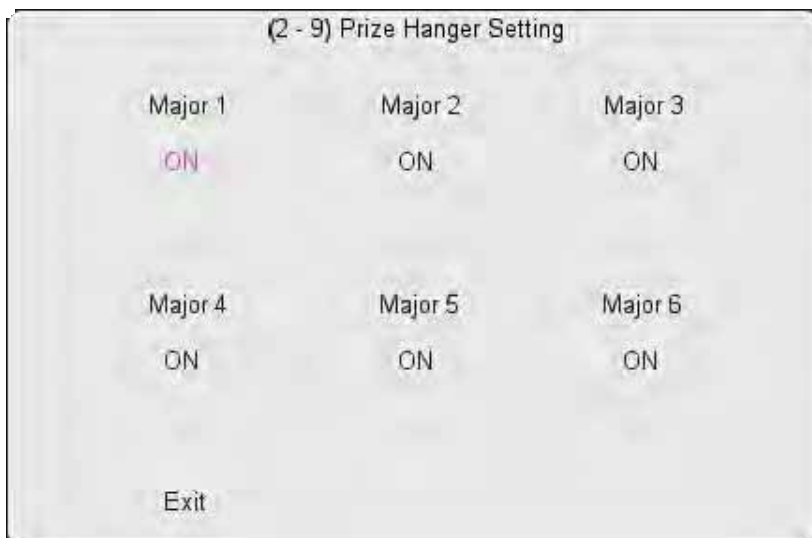 (2 - 9) Prize Hanger Setting
Major 1 Major 2 Major 3
ON ON ON
Major 4 Major 5 Major 6
ON ON ON
Exit